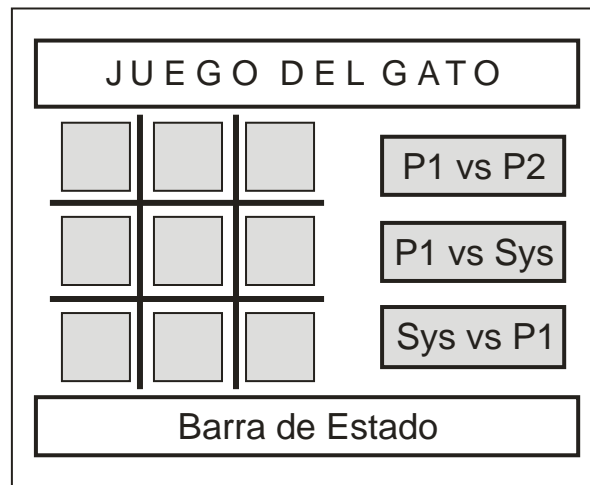 JUEGO DEL GATO
P1 vs P2
P1 vs Sys
Sys vs P1
Barra de Estado